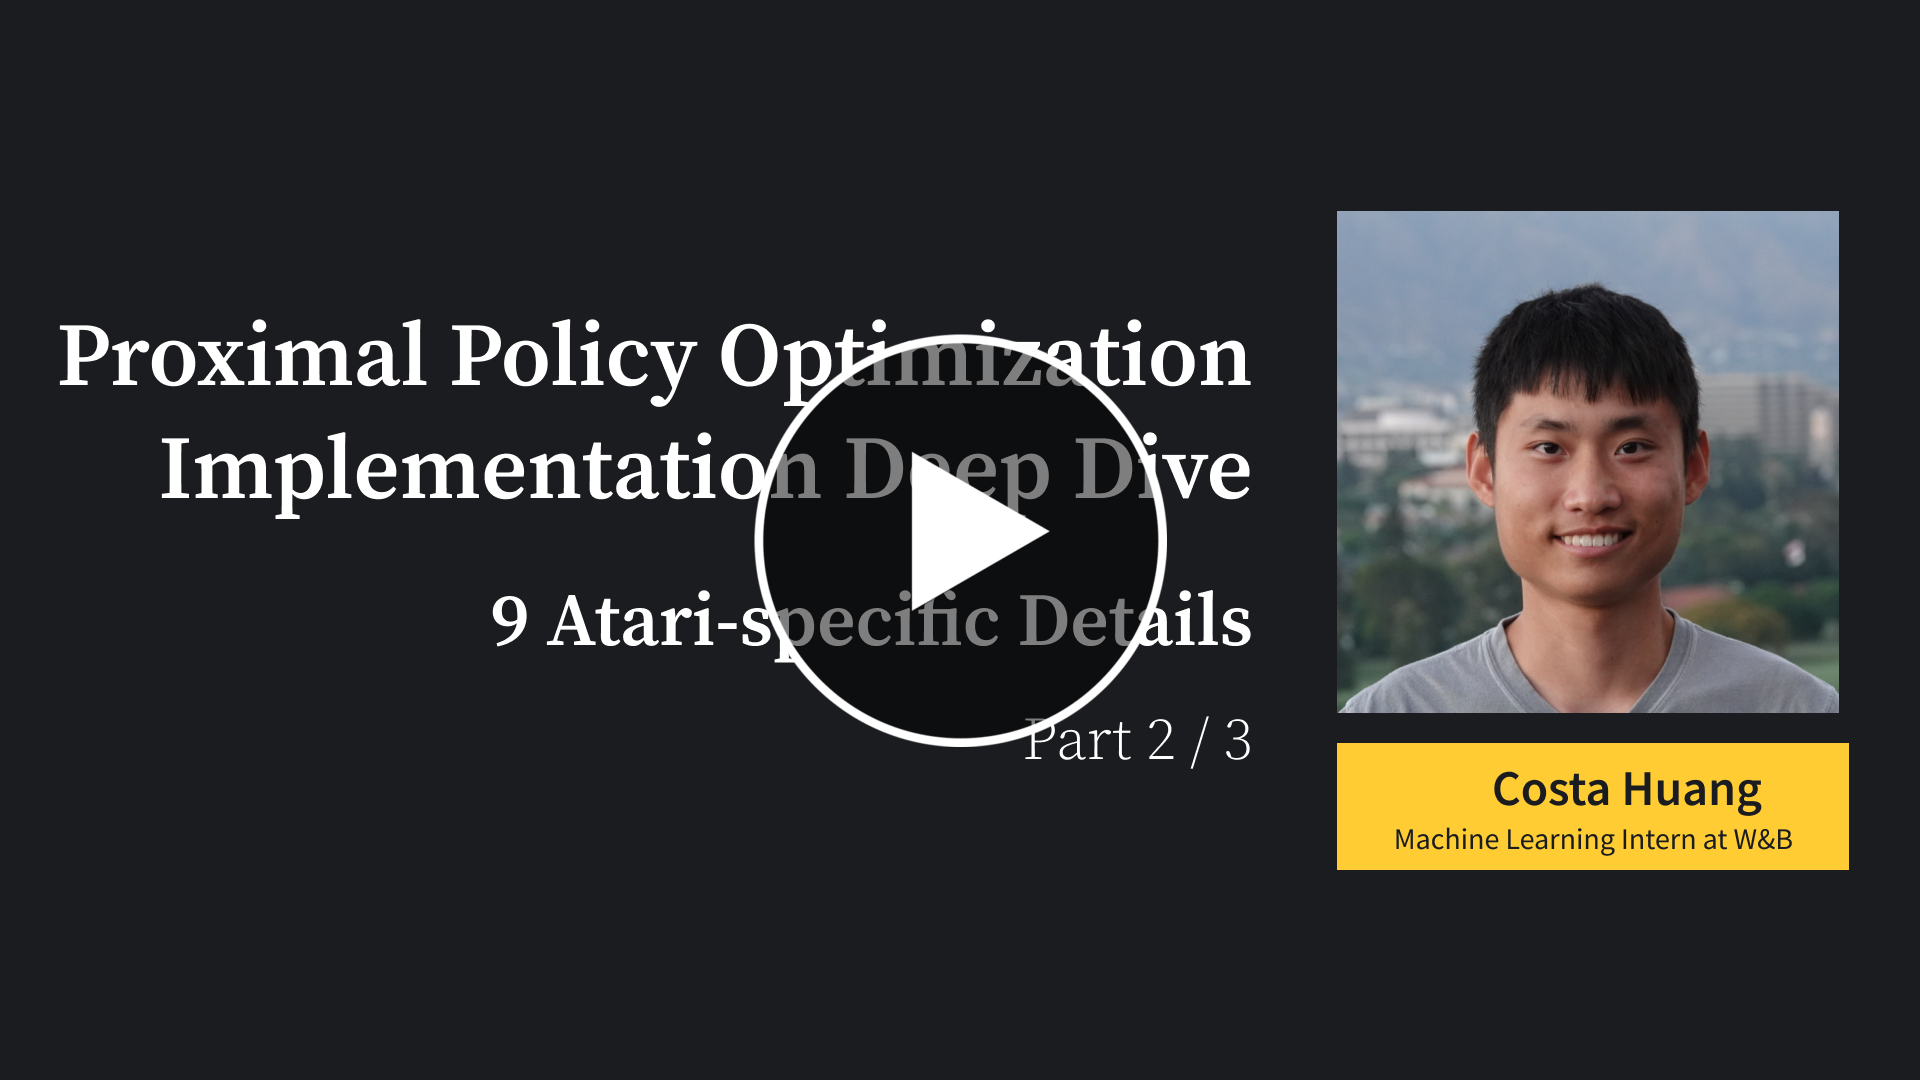 Proximal Policy Optimization
Implementation Deep Dive
9 Atari-specific Details
Part 2 / 3
Costa Huang
Machine Learning Intern at W&B